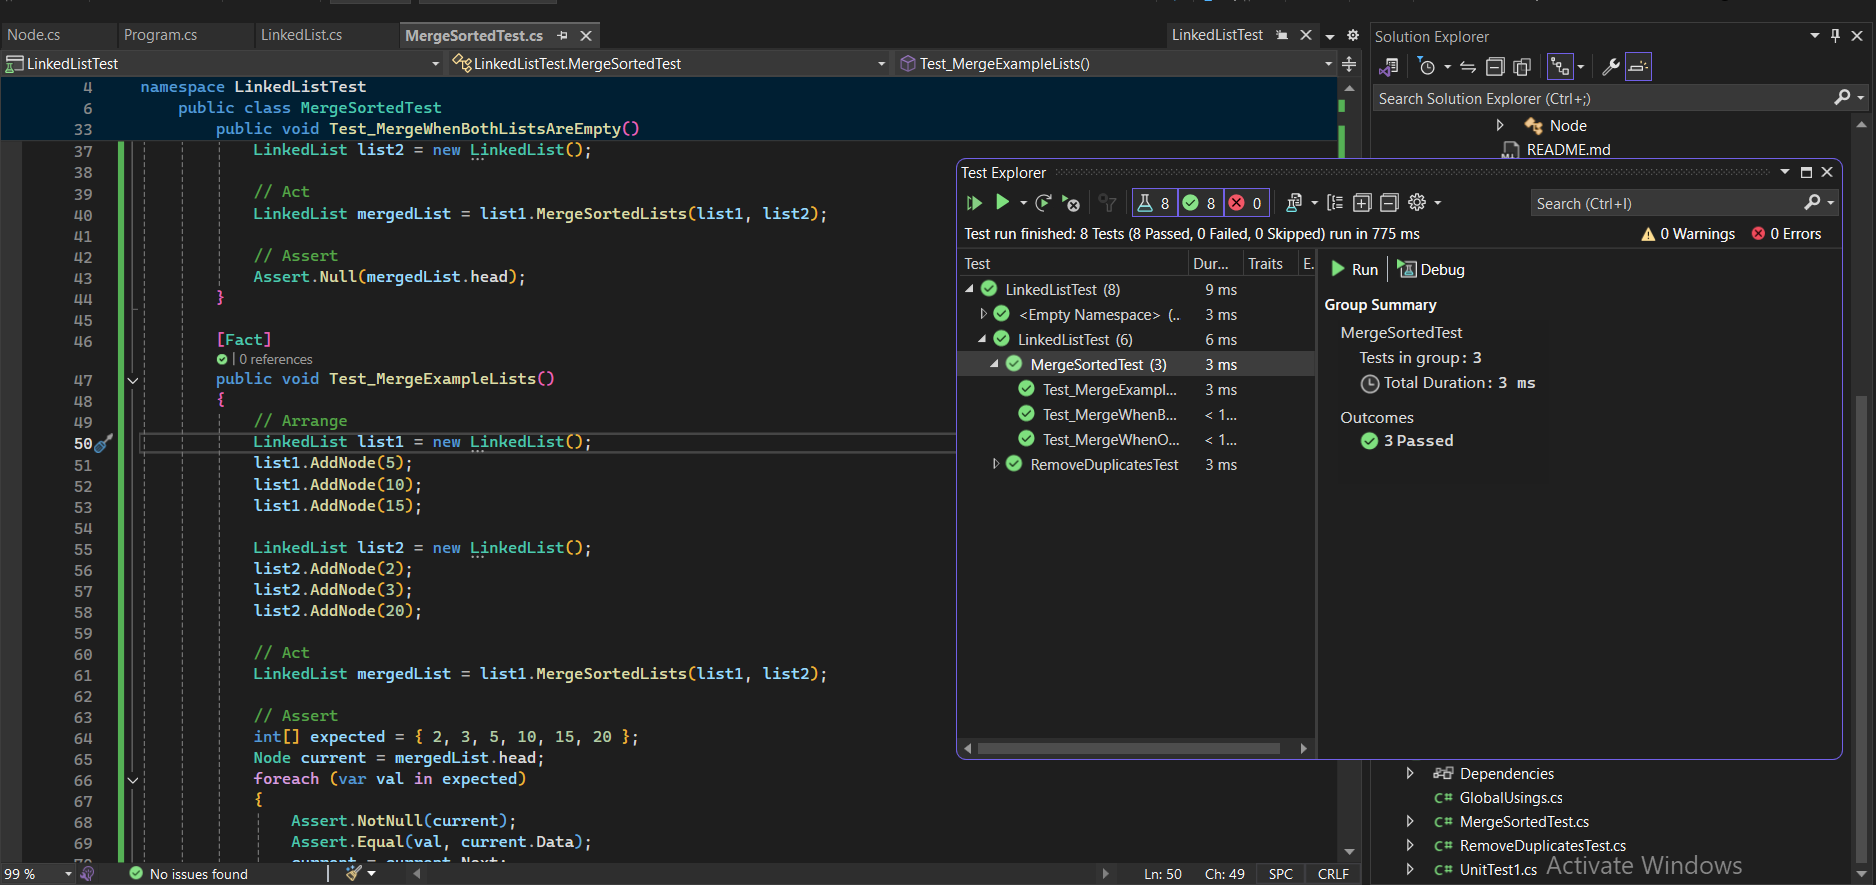 Node.cs Program.cs LinkedList.cs MergeSortedTest.cs LinkedListTest
LinkedListTest LinkedListTest.MergeSortedTest Test_MergeExampleLists()
4 namespace LinkedListTest
6 public class MergeSortedTest
33 public void Test_MergeWhenBothListsAreEmpty()
37 LinkedList list2 = new LinkedList();
38
39 // Act
40 LinkedList mergedList = list1.MergeSortedLists(list1, list2);
41
42 // Assert
43 Assert.Null(mergedList.head);
44 }
45
46 [Fact]
0 references
47 public void Test_MergeExampleLists()
48 {
49 // Arrange
50 LinkedList list1 = new LinkedList();
51 list1.AddNode(5);
52 list1.AddNode(10);
53 list1.AddNode(15);
54
55 LinkedList list2 = new LinkedList();
56 list2.AddNode(2);
57 list2.AddNode(3);
58 list2.AddNode(20);
59
60 // Act
61 LinkedList mergedList = list1.MergeSortedLists(list1, list2);
62
63 // Assert
64 int[] expected = { 2, 3, 5, 10, 15, 20 };
65 Node current = mergedList.head;
66 foreach (var val in expected)
67 {
68 Assert.NotNull(current);
69 Assert.Equal(val, current.Data);
current = current.Next;
99 % No issues found Ln: 50 Ch: 49 SPC CRLF
Test Explorer
8 8 0 Search (Ctrl+I)
Test run finished: 8 Tests (8 Passed, 0 Failed, 0 Skipped) run in 775 ms 0 Warnings 0 Errors
Test Dur... Traits E.
LinkedListTest (8) 9 ms
<Empty Namespace> (.. 3 ms
LinkedListTest (6) 6 ms
MergeSortedTest (3) 3 ms
Test_MergeExampl... 3 ms
Test_MergeWhenB... < 1...
Test_MergeWhenO... < 1...
RemoveDuplicatesTest 3 ms
Run Debug
Group Summary
MergeSortedTest
Tests in group: 3
Total Duration: 3 ms
Outcomes
3 Passed
Solution Explorer
Search Solution Explorer (Ctrl+;)
Node
README.md
Dependencies
C# GlobalUsings.cs
C# MergeSortedTest.cs
C# RemoveDuplicatesTest.cs
C# UnitTest1.cs
Activate Windows